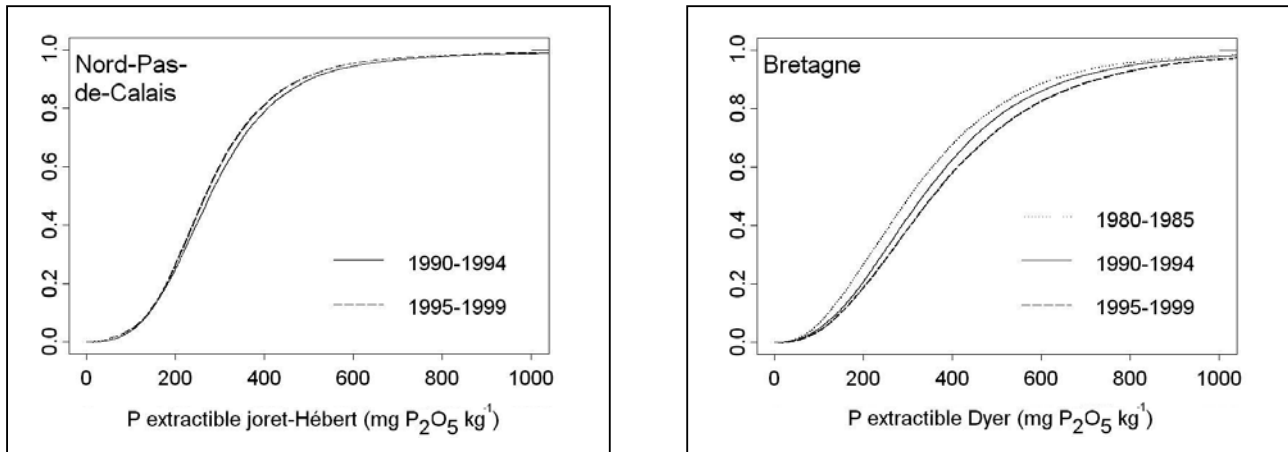 Nord-Pas-
de-Calais
1.0
0.8
0.6
0.4
0.2
0.0
1990-1994
1995-1999
0 200 400 600 800 1000
P extractible joret-Hébert (mg P₂O₅ kg⁻¹)
Bretagne
1.0
0.8
0.6
0.4
0.2
0.0
1980-1985
1990-1994
1995-1999
0 200 400 600 800 1000
P extractible Dyer (mg P₂O₅ kg⁻¹)